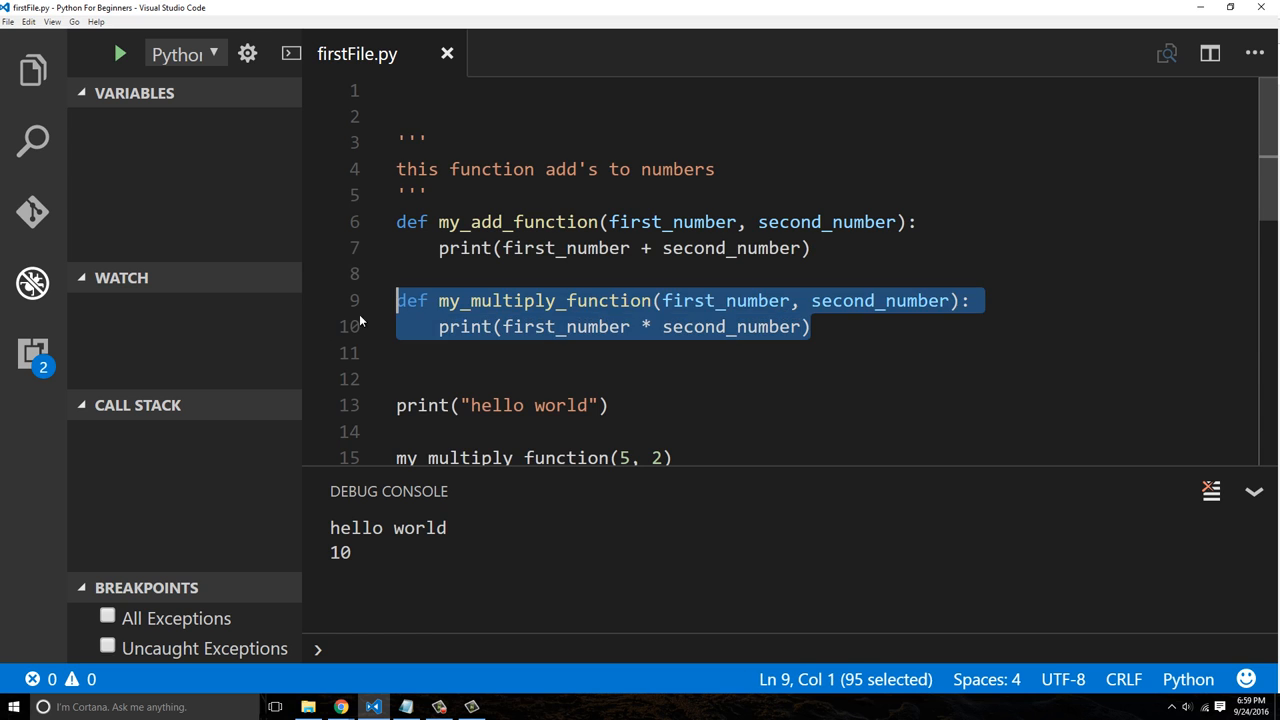 firstFile.py - Python For Beginners - Visual Studio Code
File Edit View Go Help
firstFile.py
VARIABLES
WATCH
CALL STACK
BREAKPOINTS
All Exceptions
Uncaught Exceptions
2
1
2
3 '''
4 this function add's to numbers
5 '''
6 def my_add_function(first_number, second_number):
7 print(first_number + second_number)
8
9 def my_multiply_function(first_number, second_number):
10 print(first_number * second_number)
11
12
13 print("hello world")
14
15 my_multiply_function(5, 2)
DEBUG CONSOLE
hello world
10
0 0 Ln 9, Col 1 (95 selected) Spaces: 4 UTF-8 CRLF Python
I'm Cortana. Ask me anything.
6:59 PM
9/24/2016